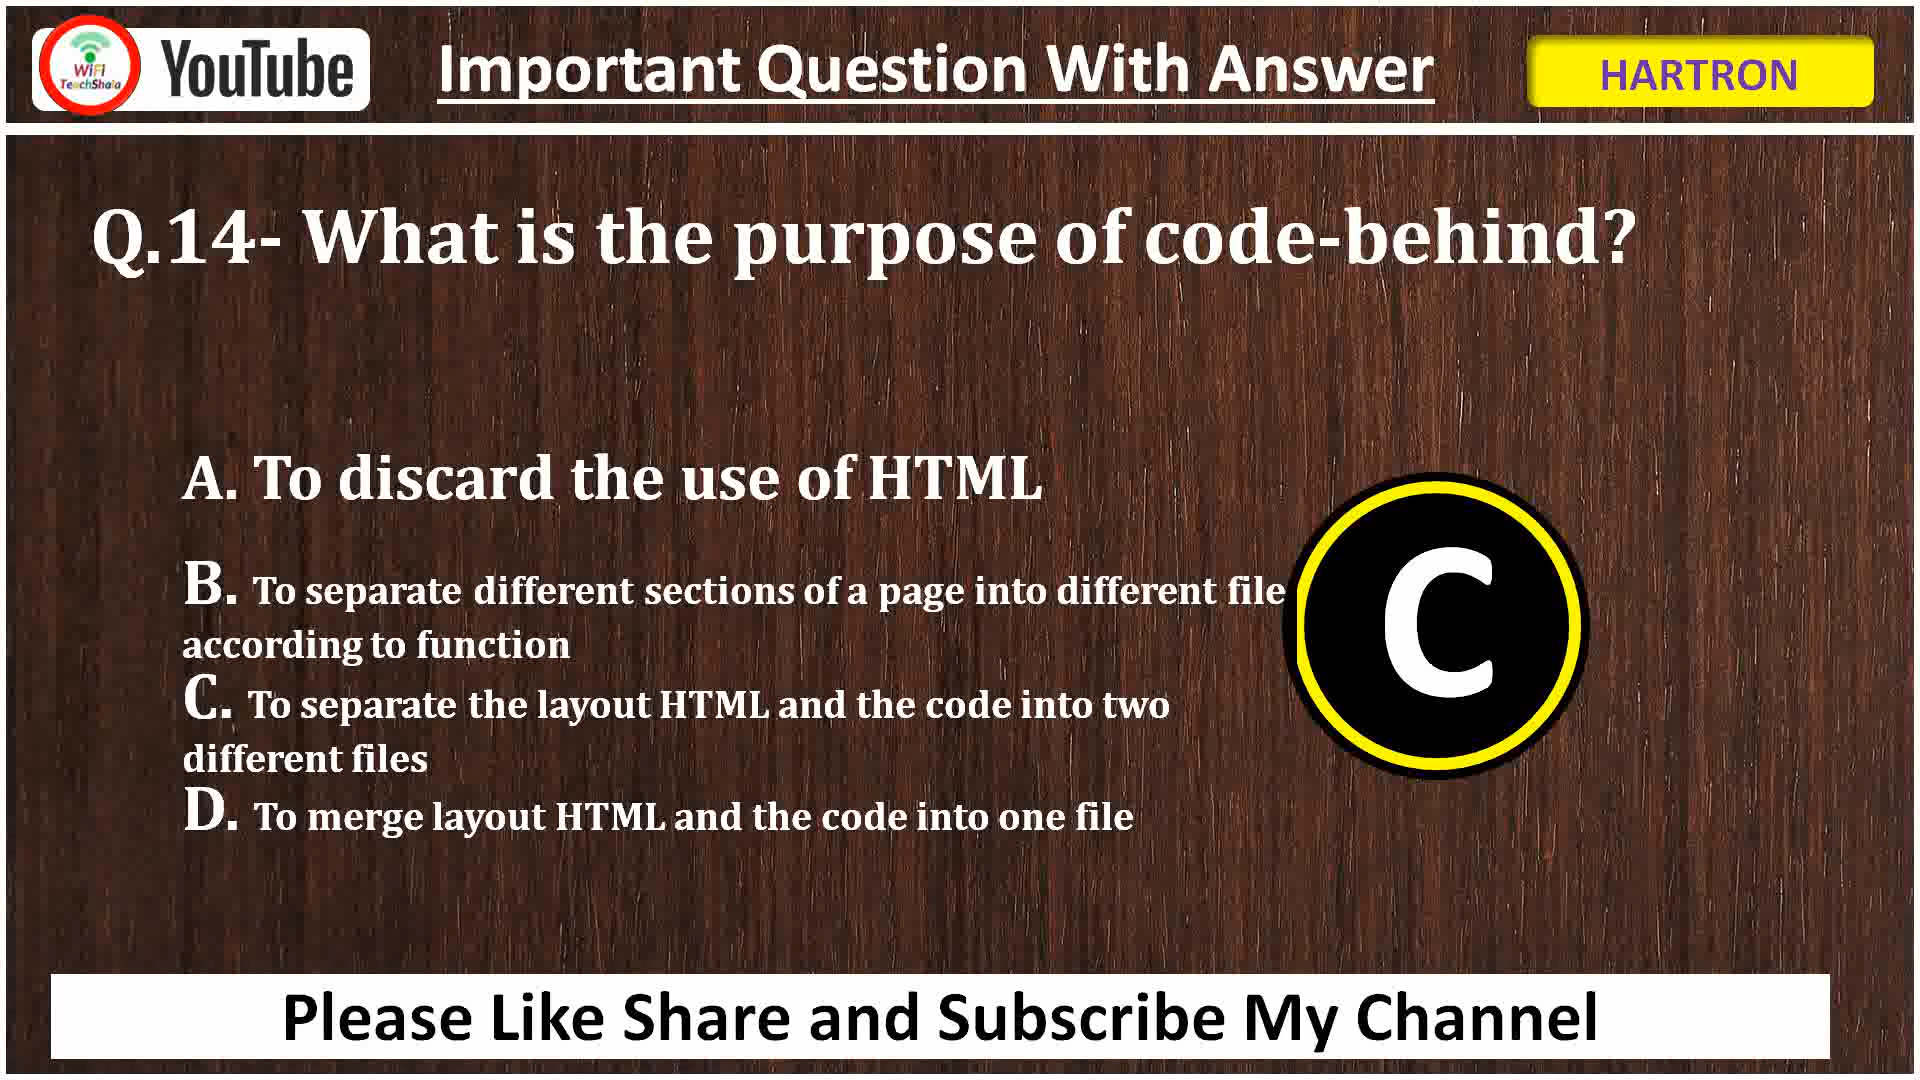 WiFi
TeachShala
YouTube
Important Question With Answer
HARTRON
Q.14- What is the purpose of code-behind?
A. To discard the use of HTML
B. To separate different sections of a page into different file
according to function
C. To separate the layout HTML and the code into two
different files
D. To merge layout HTML and the code into one file
C
Please Like Share and Subscribe My Channel